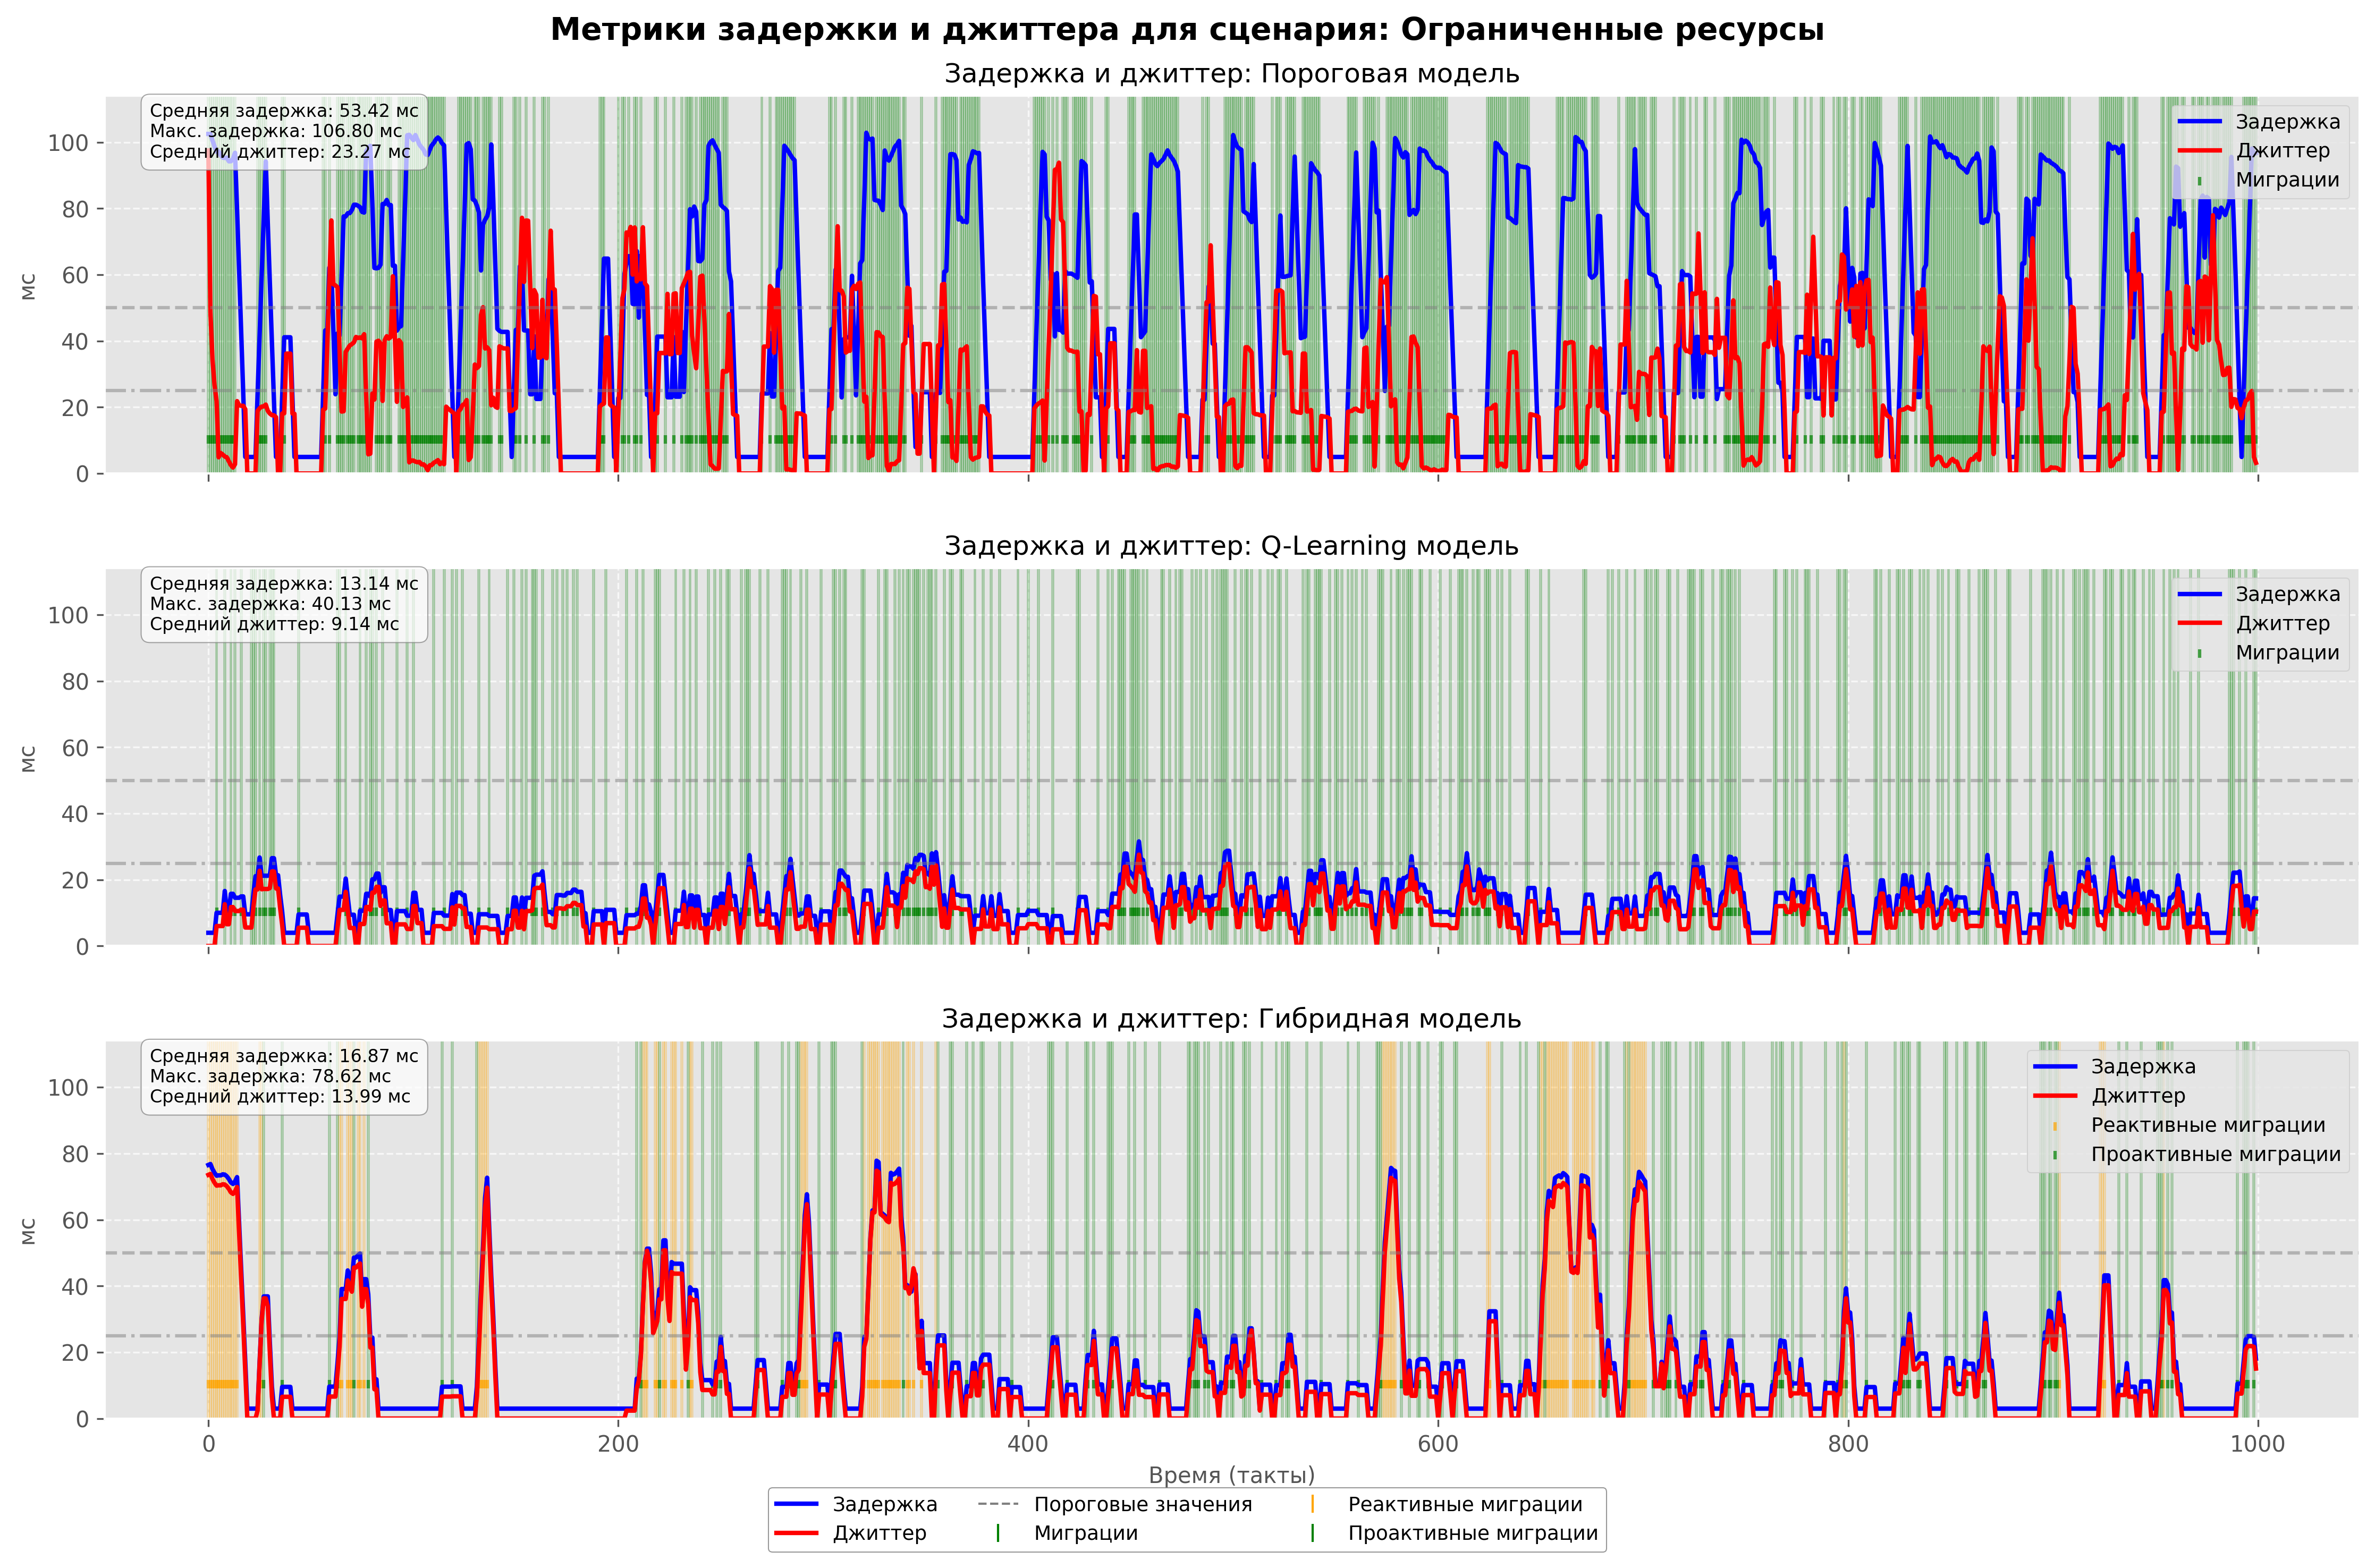 Метрики задержки и джиттера для сценария: Ограниченные ресурсы
Задержка и джиттер: Пороговая модель
Средняя задержка: 53.42 мс
Макс. задержка: 106.80 мс
Средний джиттер: 23.27 мс
Задержка
Джиттер
Миграции
мс
100
80
60
40
20
0
Задержка и джиттер: Q-Learning модель
Средняя задержка: 13.14 мс
Макс. задержка: 40.13 мс
Средний джиттер: 9.14 мс
Задержка
Джиттер
Миграции
мс
100
80
60
40
20
0
Задержка и джиттер: Гибридная модель
Средняя задержка: 16.87 мс
Макс. задержка: 78.62 мс
Средний джиттер: 13.99 мс
Задержка
Джиттер
Реактивные миграции
Проактивные миграции
мс
100
80
60
40
20
0
0 200 400 600 800 1000
Время (такты)
Задержка Пороговые значения Реактивные миграции
Джиттер Миграции Проактивные миграции